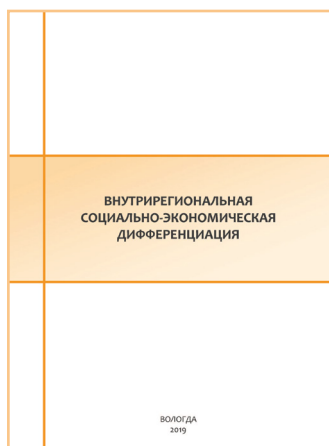 ВНУТРИРЕГИОНАЛЬНАЯ
СОЦИАЛЬНО-ЭКОНОМИЧЕСКАЯ
ДИФФЕРЕНЦИАЦИЯ
ВОЛОГДА
2019